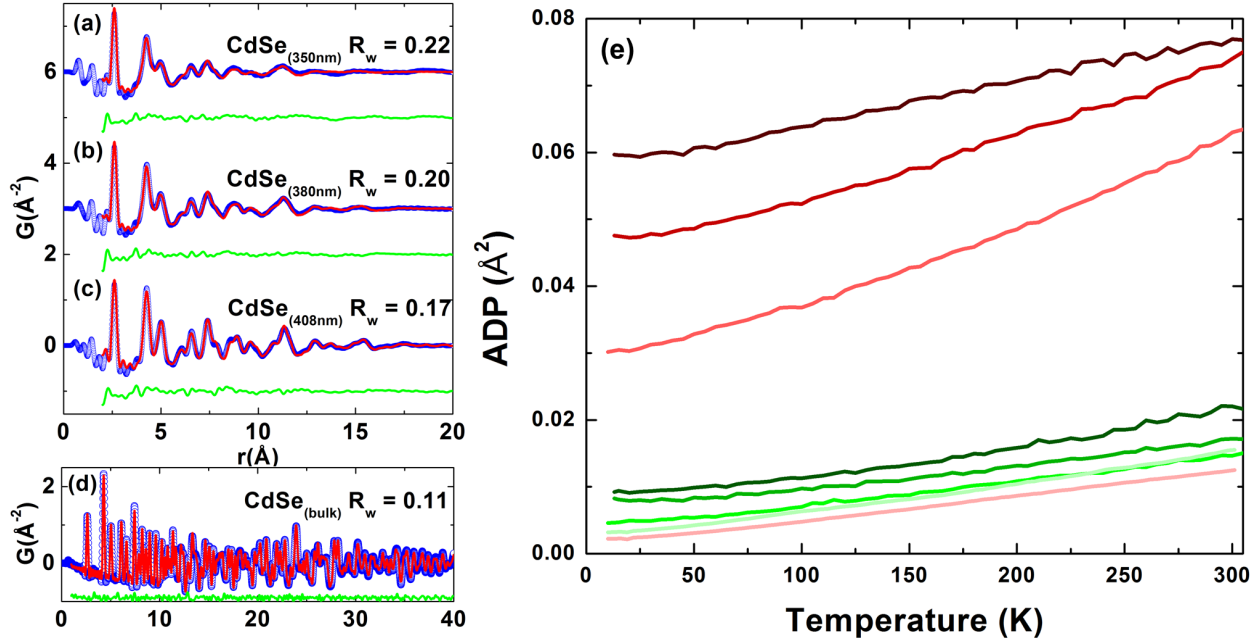 (a)
CdSe(350nm) Rw = 0.22
6
(b)
4
CdSe(380nm) Rw = 0.20
G(Å-2)
2
(c)
CdSe(408nm) Rw = 0.17
0
0 5 10 15 20
r(Å)
(d)
2
CdSe(bulk) Rw = 0.11
G(Å-2)
0
0 10 20 30 40
(e)
0.08
0.06
ADP (Å2)
0.04
0.02
0.00
0 50 100 150 200 250 300
Temperature (K)